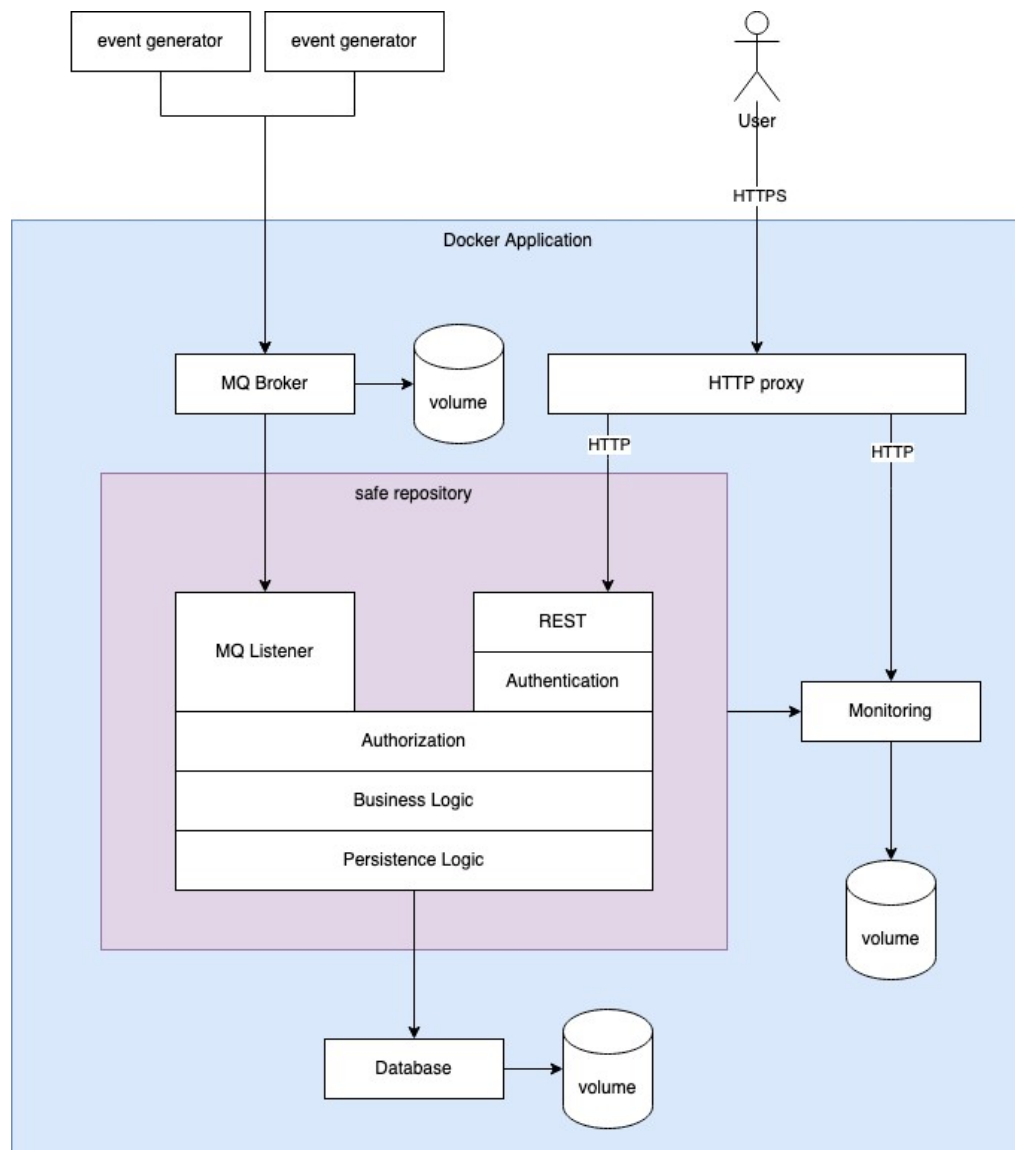 event generator
event generator
User
HTTPS
Docker Application
MQ Broker
volume
HTTP proxy
HTTP
HTTP
safe repository
MQ Listener
REST
Authentication
Authorization
Business Logic
Persistence Logic
Monitoring
volume
Database
volume